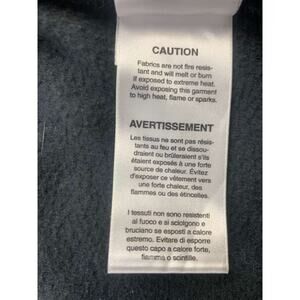 CAUTION
Fabrics are not fire resis-
tant and will melt or burn
if exposed to extreme heat.
Avoid exposing this garment
to high heat, flame or sparks.
AVERTISSEMENT
Les tissus ne sont pas résis-
tants au feu et se dissou-
draient ou brûleraient s'ils
étaient exposés à une forte
source de chaleur. Évitez
d'exposer ce vêtement vers
une forte chaleur, des
flammes ou des étincelles.
I tessuti non sono resistenti
al fuoco e si sciolgono e
bruciano se esposti a calore
estremo. Evitare di esporre
questo capo a calore forte,
fiamma o scintille.